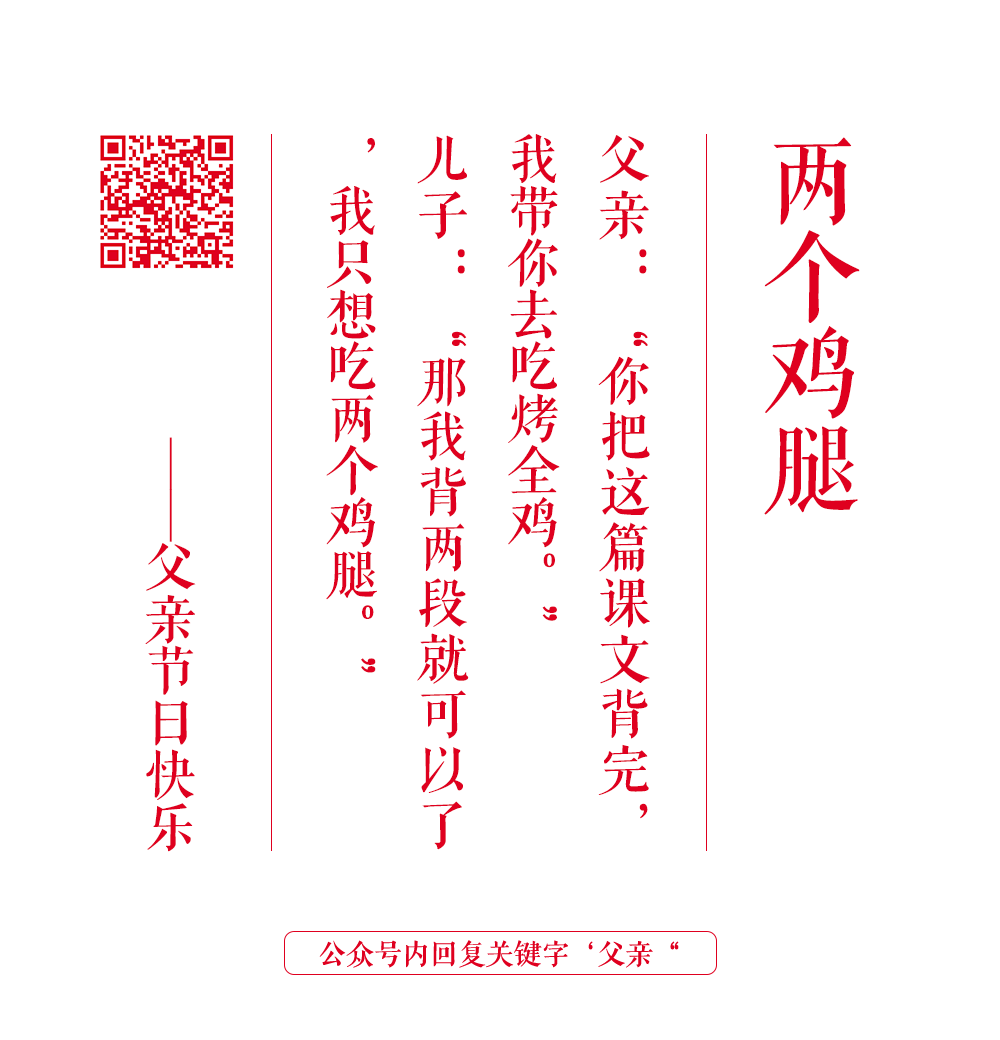 两个鸡腿
父亲：“你把这篇课文背完，
我带你去吃烤全鸡。”
儿子：“那我背两段就可以了
，我只想吃两个鸡腿。”
——父亲节日快乐
公众号内回复关键字‘父亲“